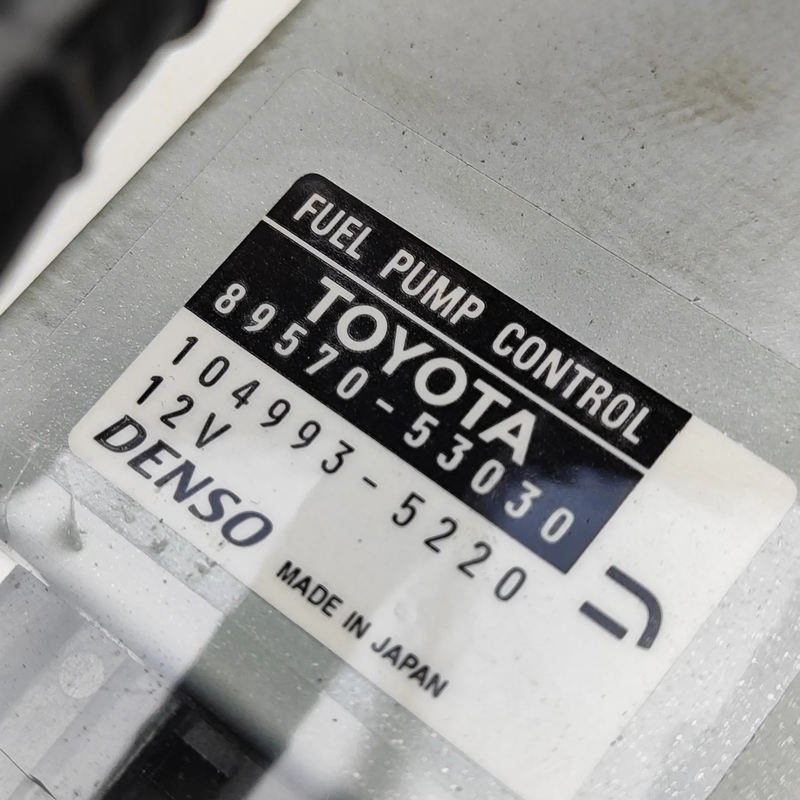 FUEL PUMP CONTROL
TOYOTA
89570-53030
104993-5220
12V
DENSO
MADE IN JAPAN